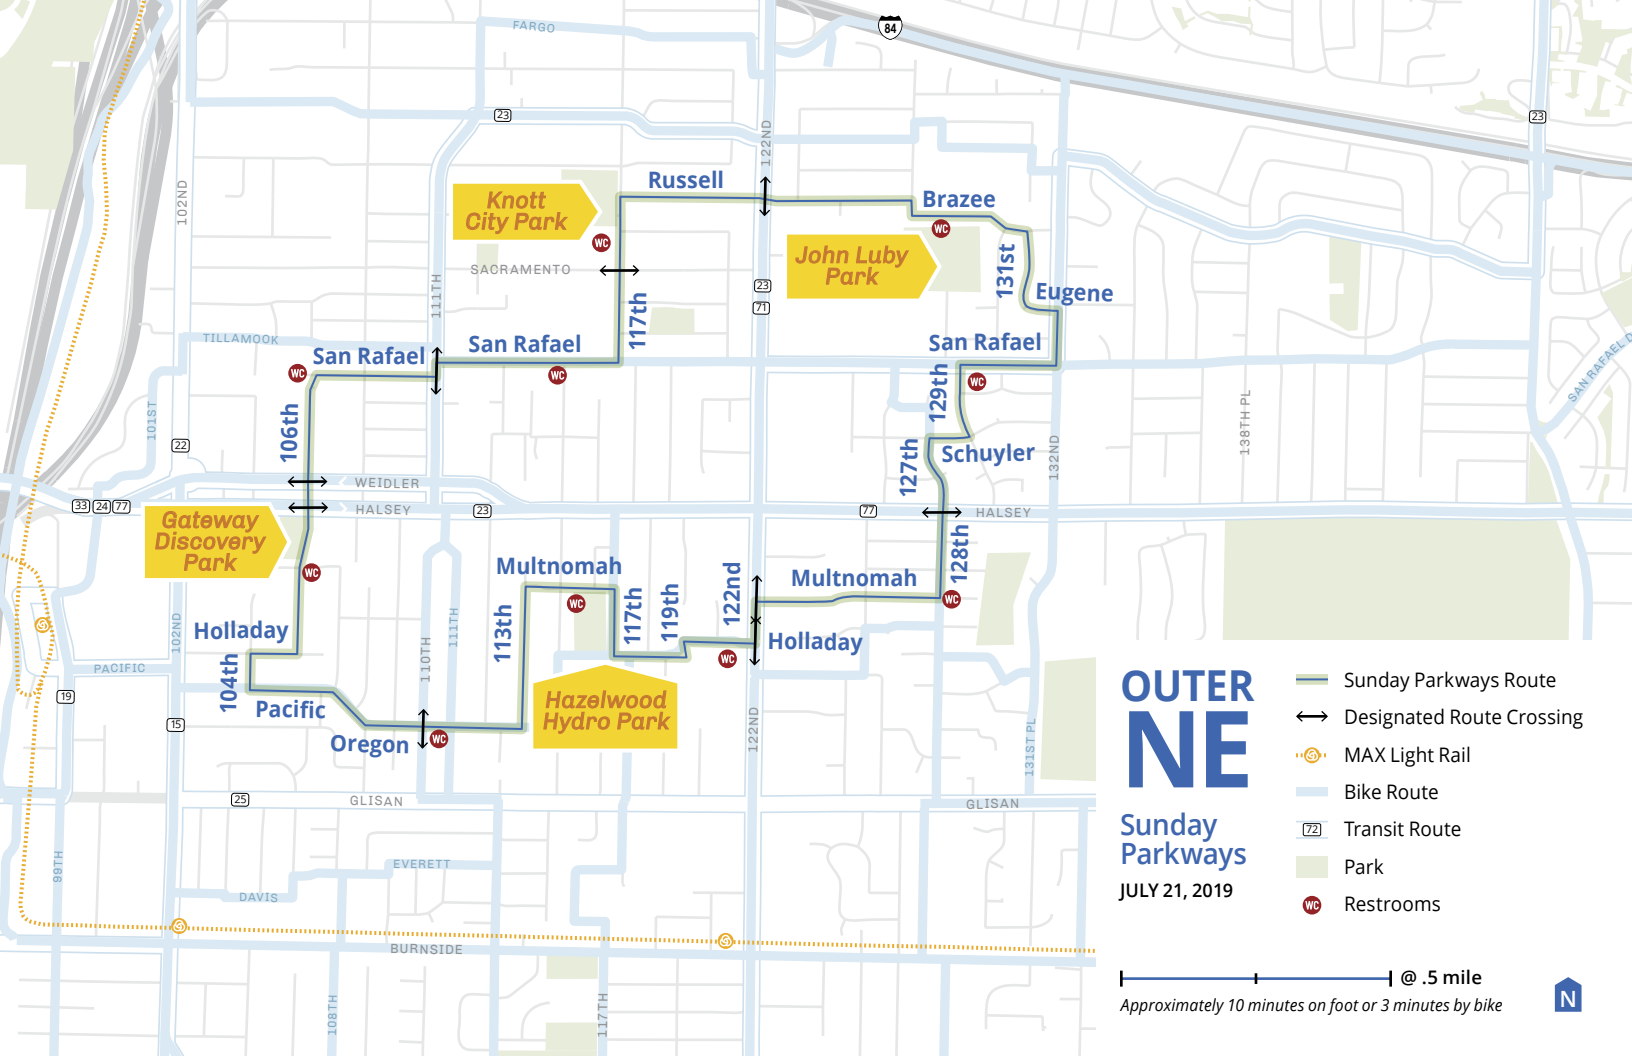 FARGO
84
23
23
122ND
102ND
Russell
Knott
City Park
WC
Brazee
WC
John Luby
Park
131st
SACRAMENTO
111TH
23
71
117th
Eugene
TILLAMOOK
San Rafael
San Rafael
San Rafael
WC
WC
WC
SAN RAFAEL D
101ST
106th
129th
138TH PL
22
127th
Schuyler
132ND
WEIDLER
33
24
77
HALSEY
23
77
HALSEY
Gateway
Discovery
Park
WC
Multnomah
WC
128th
122nd
Multnomah
WC
113th
117th
119th
102ND
111TH
110TH
Holladay
Holladay
WC
PACIFIC
104th
19
Pacific
15
Oregon
WC
Hazelwood
Hydro Park
122ND
131ST PL
25
GLISAN
GLISAN
99TH
EVERETT
DAVIS
BURNSIDE
108TH
117TH
OUTER
NE
Sunday
Parkways
JULY 21, 2019
Sunday Parkways Route
Designated Route Crossing
MAX Light Rail
Bike Route
72
Transit Route
Park
WC
Restrooms
@ .5 mile
Approximately 10 minutes on foot or 3 minutes by bike
N